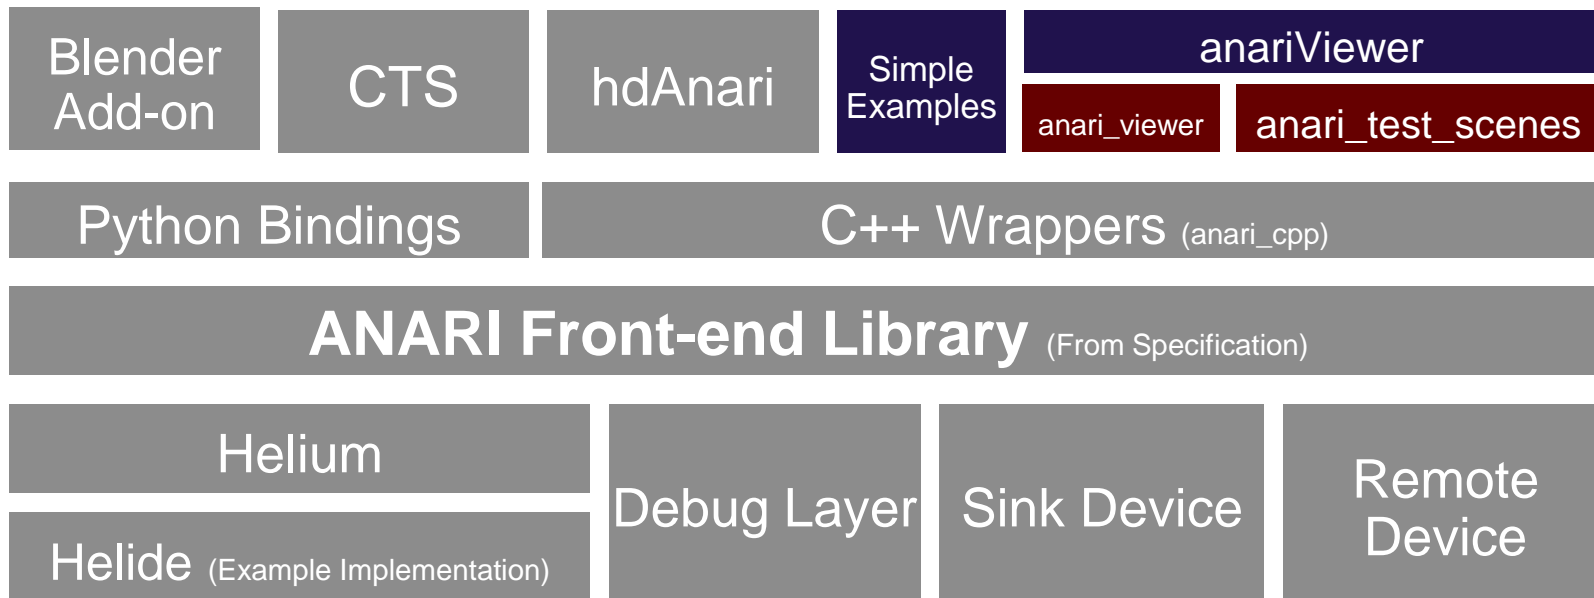 Blender
Add-on
CTS
hdAnari
Simple
Examples
anariViewer
anari_viewer
anari_test_scenes
Python Bindings
C++ Wrappers (anari_cpp)
ANARI Front-end Library (From Specification)
Helium
Helide (Example Implementation)
Debug Layer
Sink Device
Remote
Device